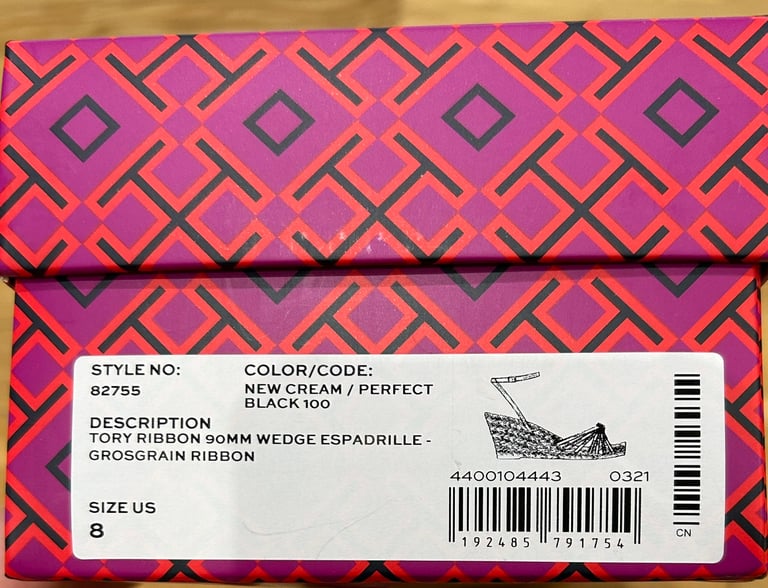 STYLE NO:
82755
COLOR/CODE:
NEW CREAM / PERFECT
BLACK 100
DESCRIPTION
TORY RIBBON 90MM WEDGE ESPADRILLE -
GROSGRAIN RIBBON
SIZE US
8
4400104443 0321
192485 791754
CN